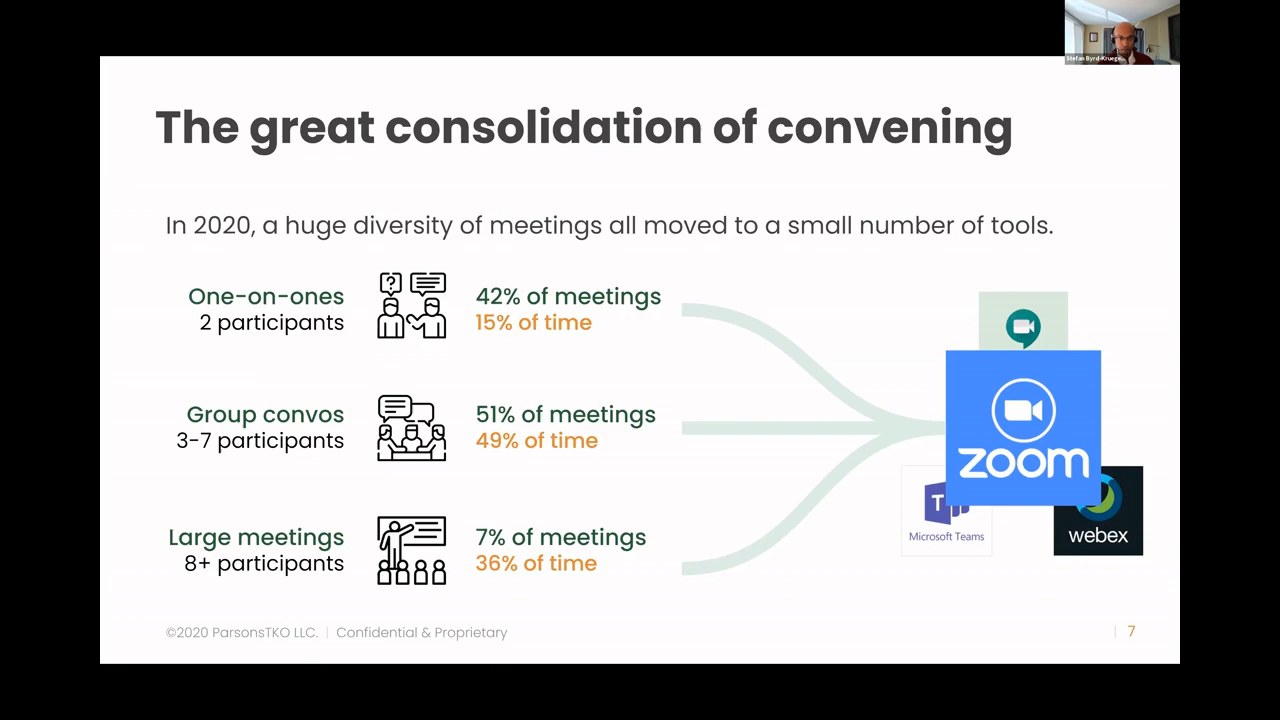 Stefan Byrd-Kruege...
The great consolidation of convening
In 2020, a huge diversity of meetings all moved to a small number of tools.
One-on-ones
2 participants
?
42% of meetings
15% of time
Group convos
3-7 participants
51% of meetings
49% of time
Large meetings
8+ participants
7% of meetings
36% of time
zoom
T
Microsoft Teams
webex
©2020 ParsonsTKO LLC. | Confidential & Proprietary
| 7